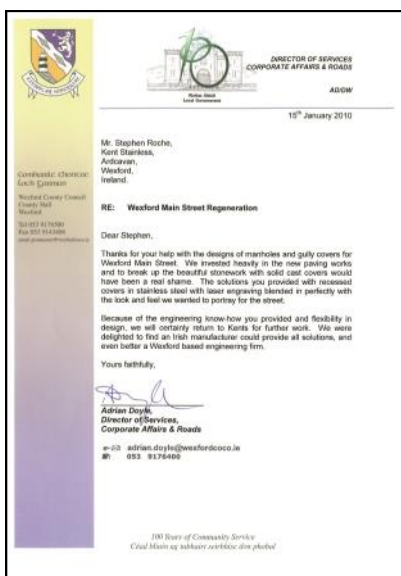 DIRECTOR OF SERVICES
CORPORATE AFFAIRS & ROADS
AD/GW
15th January 2010
Mr. Stephen Roche,
Kent Stainless,
Ardcavan,
Wexford,
Ireland.
Comhairle Chontae
Loch Garman
Wexford County Council
County Hall
Wexford
RE: Wexford Main Street Regeneration
Dear Stephen,
Thanks for your help with the designs of manholes and gully covers for
Wexford Main Street. We invested heavily in the new paving works
and to break up the beautiful stonework with solid cast covers would
have been a real shame. The solutions you provided with recessed
covers in stainless steel with laser engraving blended in perfectly with
the look and feel we wanted to portray for the street.
Because of the engineering know-how you provided and flexibility in
design, we will certainly return to Kents for further work. We were
delighted to find an Irish manufacturer could provide all solutions, and
even better a Wexford based engineering firm.
Yours faithfully,
Adrian Doyle,
Director of Services,
Corporate Affairs & Roads
adrian.doyle@wexfordcoco.ie
053 9176400
100 Years of Community Service
Céad bliain ag tabhairt seirbhíse don phobal